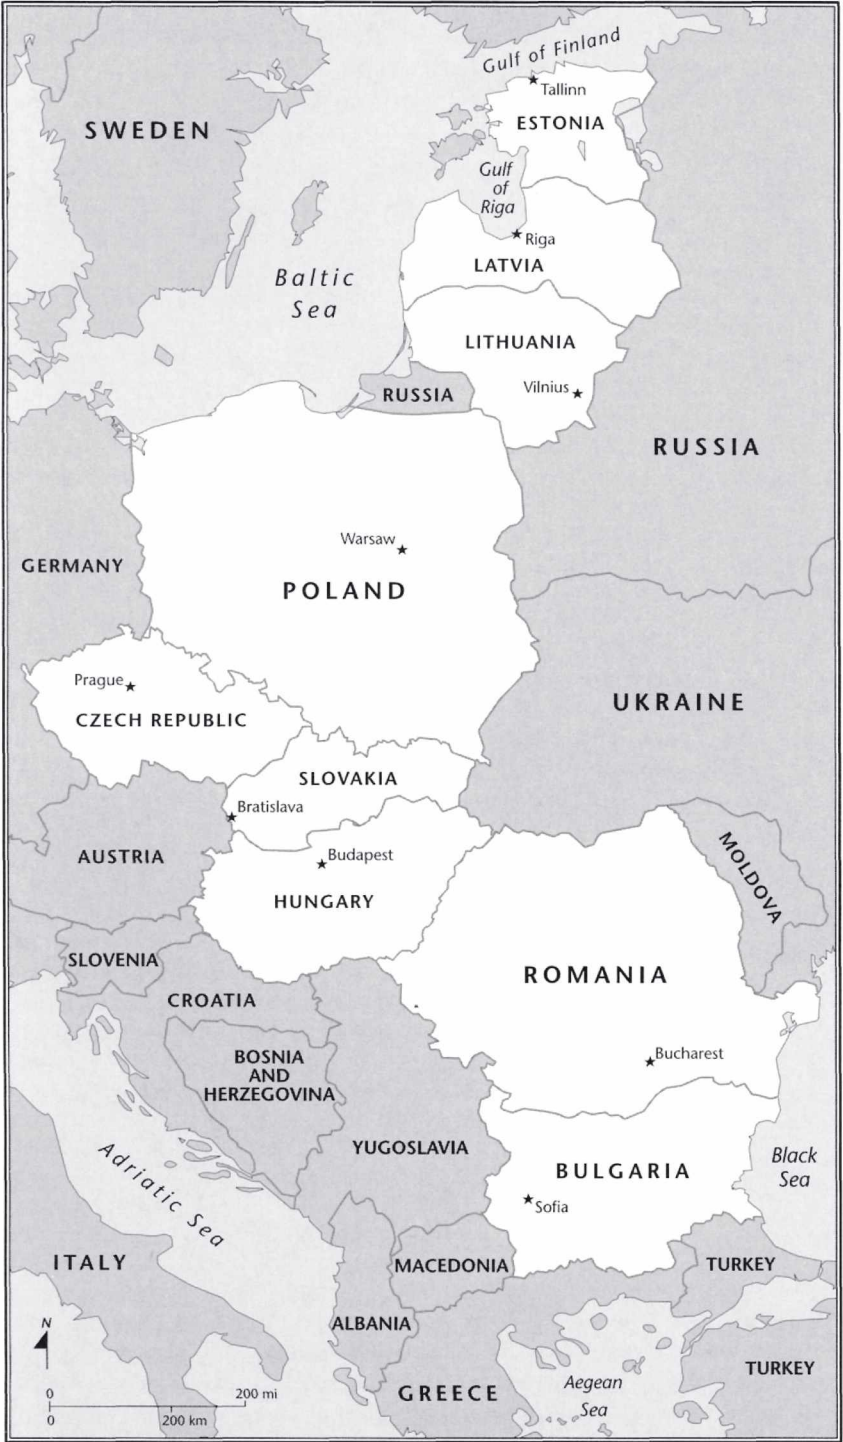 Gulf of Finland
Tallinn
SWEDEN
ESTONIA
Gulf
of
Riga
Riga
LATVIA
Baltic
Sea
LITHUANIA
Vilnius
RUSSIA
RUSSIA
Warsaw
GERMANY
POLAND
Prague
CZECH REPUBLIC
UKRAINE
SLOVAKIA
Bratislava
AUSTRIA
Budapest
MOLDOVA
HUNGARY
SLOVENIA
ROMANIA
CROATIA
BOSNIA
AND
HERZEGOVINA
Bucharest
YUGOSLAVIA
Black
Sea
BULGARIA
Adriatic Sea
Sofia
ITALY
MACEDONIA
TURKEY
ALBANIA
N
TURKEY
GREECE
Aegean
Sea
0 200 mi
0 200 km